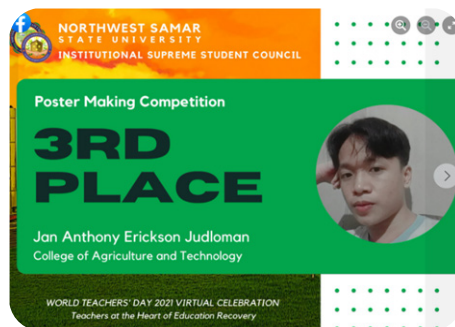 NORTHWEST SAMAR
STATE UNIVERSITY
INSTITUTIONAL SUPREME STUDENT COUNCIL
Poster Making Competition
3RD
PLACE
Jan Anthony Erickson Judloman
College of Agriculture and Technology
WORLD TEACHERS' DAY 2021 VIRTUAL CELEBRATION
Teachers at the Heart of Education Recovery